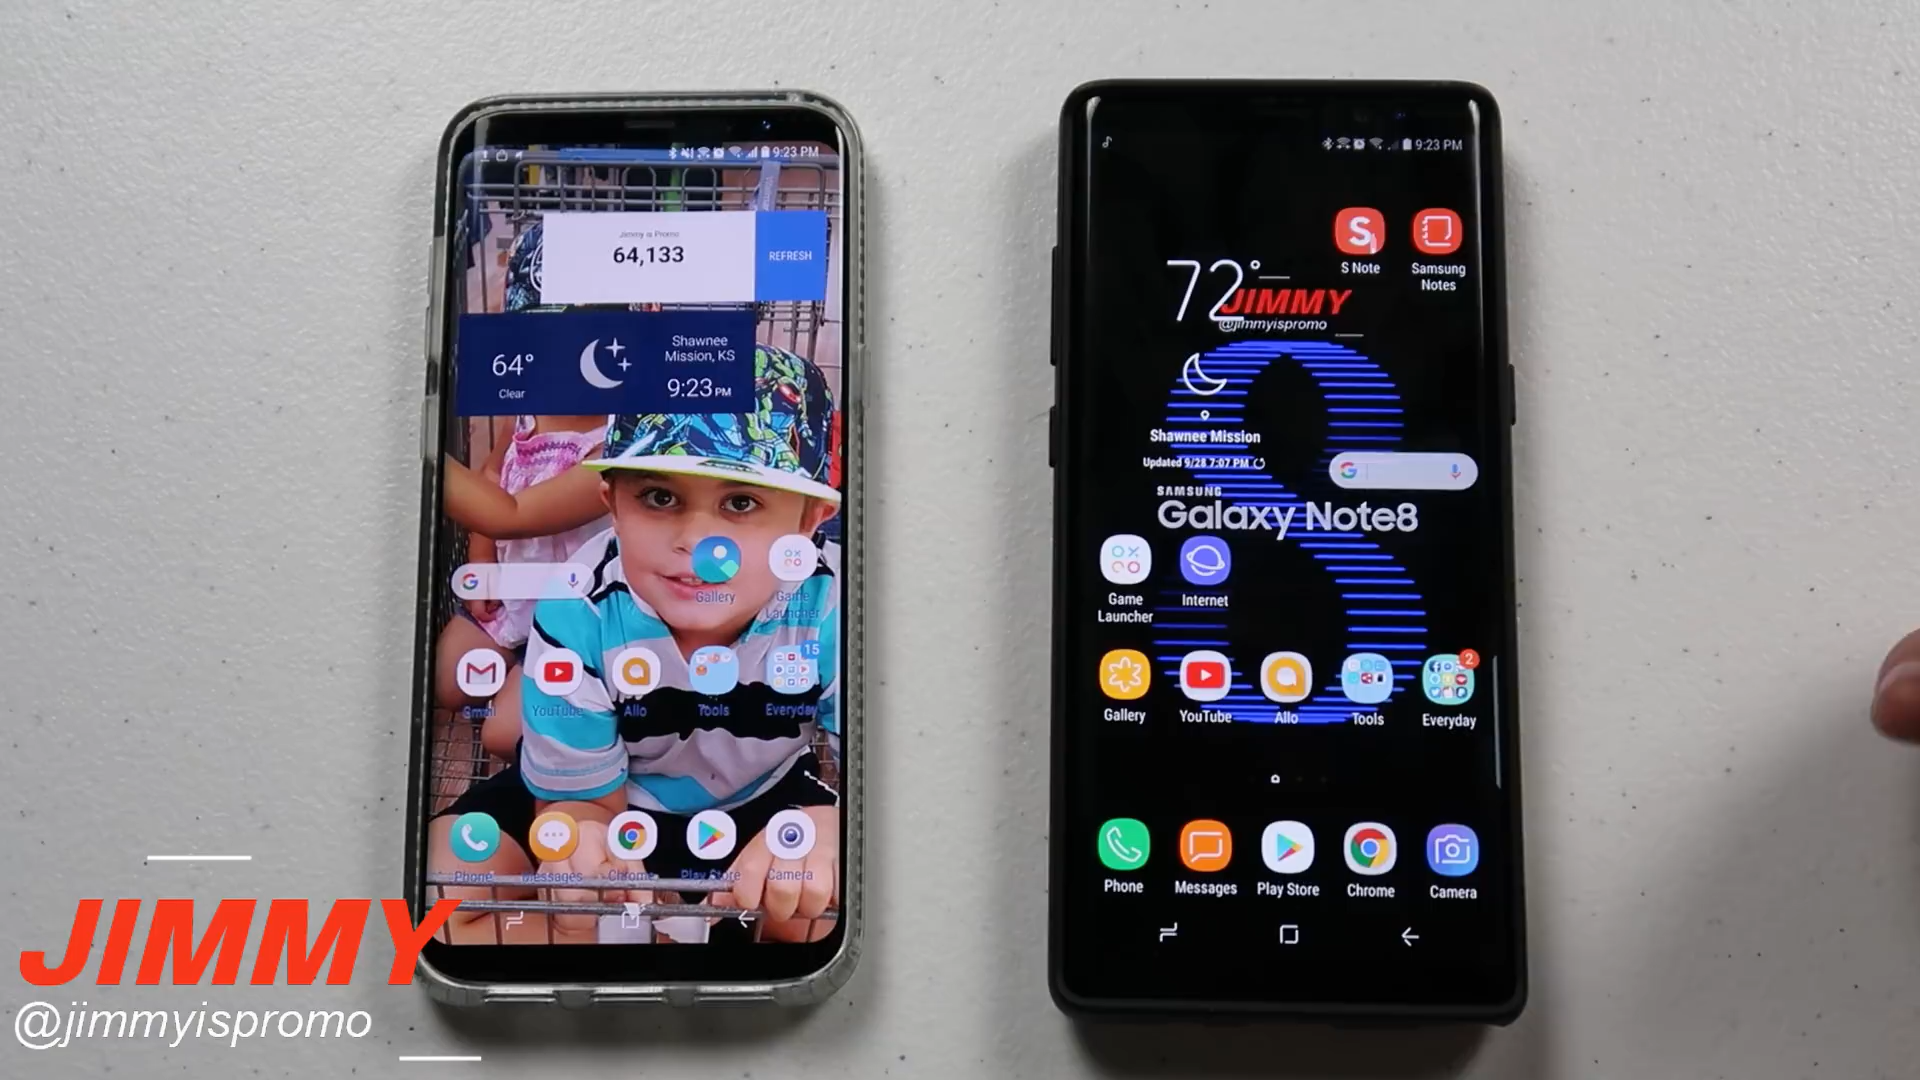 9:23 PM
Jimmy is Promo
64,133
REFRESH
64°
Clear
Shawnee
Mission, KS
9:23 PM
Gallery
Game
Launcher
Gmail
YouTube
Allo
Tools
15
Everyday
Phone
Messages
Chrome
Play Store
Camera
9:23 PM
S
S Note
Samsung
Notes
72°
JIMMY
@jimmyispromo
Shawnee Mission
Updated 9/28 7:07 PM
SAMSUNG
Galaxy Note8
Game
Launcher
Internet
Gallery
YouTube
Allo
Tools
2
Everyday
Phone
Messages
Play Store
Chrome
Camera
JIMMY
@jimmyispromo